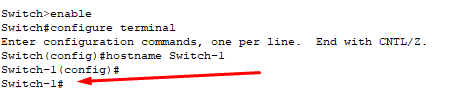 Switch>enable
Switch#configure terminal
Enter configuration commands, one per line.  End with CNTL/Z.
Switch(config)#hostname Switch-1
Switch-1(config)#
Switch-1#